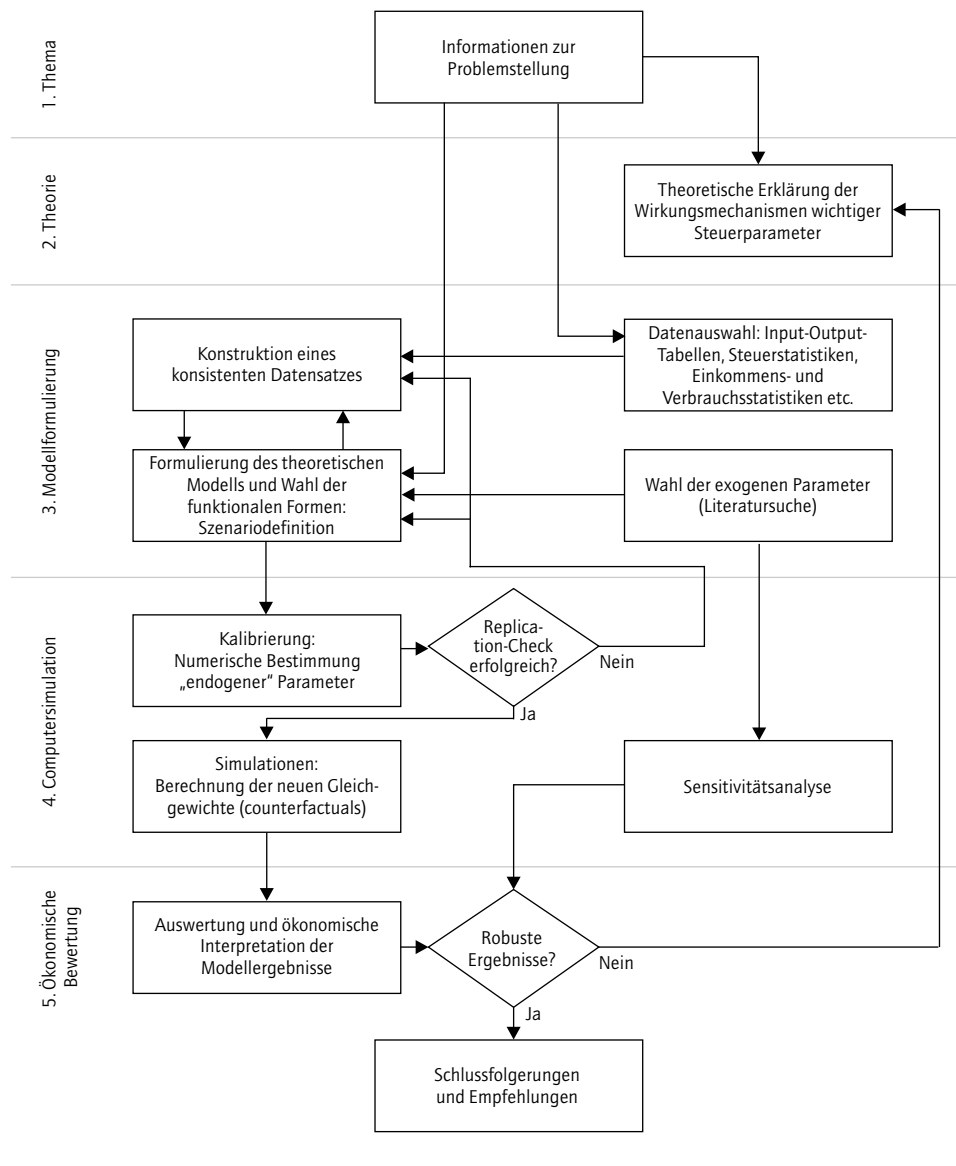 1. Thema
Informationen zur
Problemstellung
2. Theorie
Theoretische Erklärung der
Wirkungsmechanismen wichtiger
Steuerparameter
3. Modellformulierung
Konstruktion eines
konsistenten Datensatzes
Datenauswahl: Input-Output-
Tabellen, Steuerstatistiken,
Einkommens- und
Verbrauchsstatistiken etc.
Formulierung des theoretischen
Modells und Wahl der
funktionalen Formen:
Szenariodefinition
Wahl der exogenen Parameter
(Literatursuche)
4. Computersimulation
Kalibrierung:
Numerische Bestimmung
„endogener“ Parameter
Replica-
tion-Check
erfolgreich?
Nein
Ja
Simulationen:
Berechnung der neuen Gleich-
gewichte (counterfactuals)
Sensitivitätsanalyse
5. Ökonomische
Bewertung
Auswertung und ökonomische
Interpretation der
Modellergebnisse
Robuste
Ergebnisse?
Nein
Ja
Schlussfolgerungen
und Empfehlungen